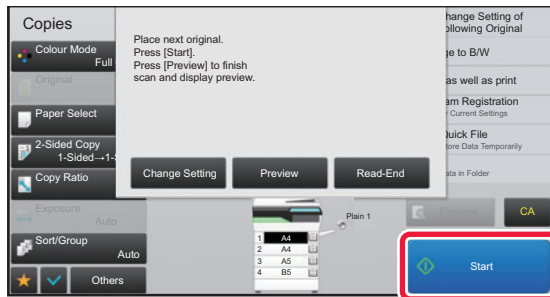 Copies
Colour Mode
Full
Original
Paper Select
2-Sided Copy
1-Sided→1-
Copy Ratio
Exposure
Auto
Sort/Group
Auto
Others
Place next original.
Press [Start].
Press [Preview] to finish
scan and display preview.
Change Setting
Preview
Read-End
Plain 1
1 A4
2 A4
3 A5
4 B5
hange Setting of
ollowing Original
ge to B/W
as well as print
am Registration
Current Settings
Quick File
tore Data Temporarily
ata in Folder
Preview
CA
Start